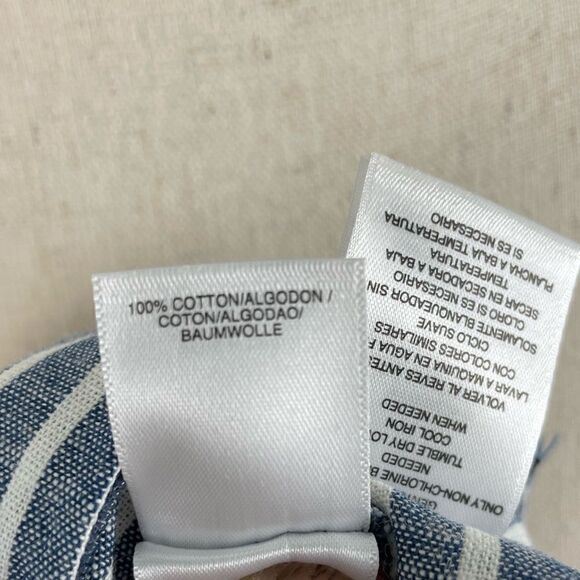 100% COTTON/ALGODON /
COTON/ALGODAO/
BAUMWOLLE
ONLY NON-CHLORINE
NEEDED
TUMBLE DRY
COOL IRON
WHEN NEEDED
VOLVER AL REVES ANTES
LAVAR A MAQUINA EN AGUA
CON COLORES SIMILARES
CICLO SUAVE
SOLAMENTE BLANQUEADOR SIN
CLORO SI ES NECESARIO
SECAR EN SECADORA A BAJA
TEMPERATURA
PLANCHA A BAJA TEMPERATURA
SI ES NECESARIO